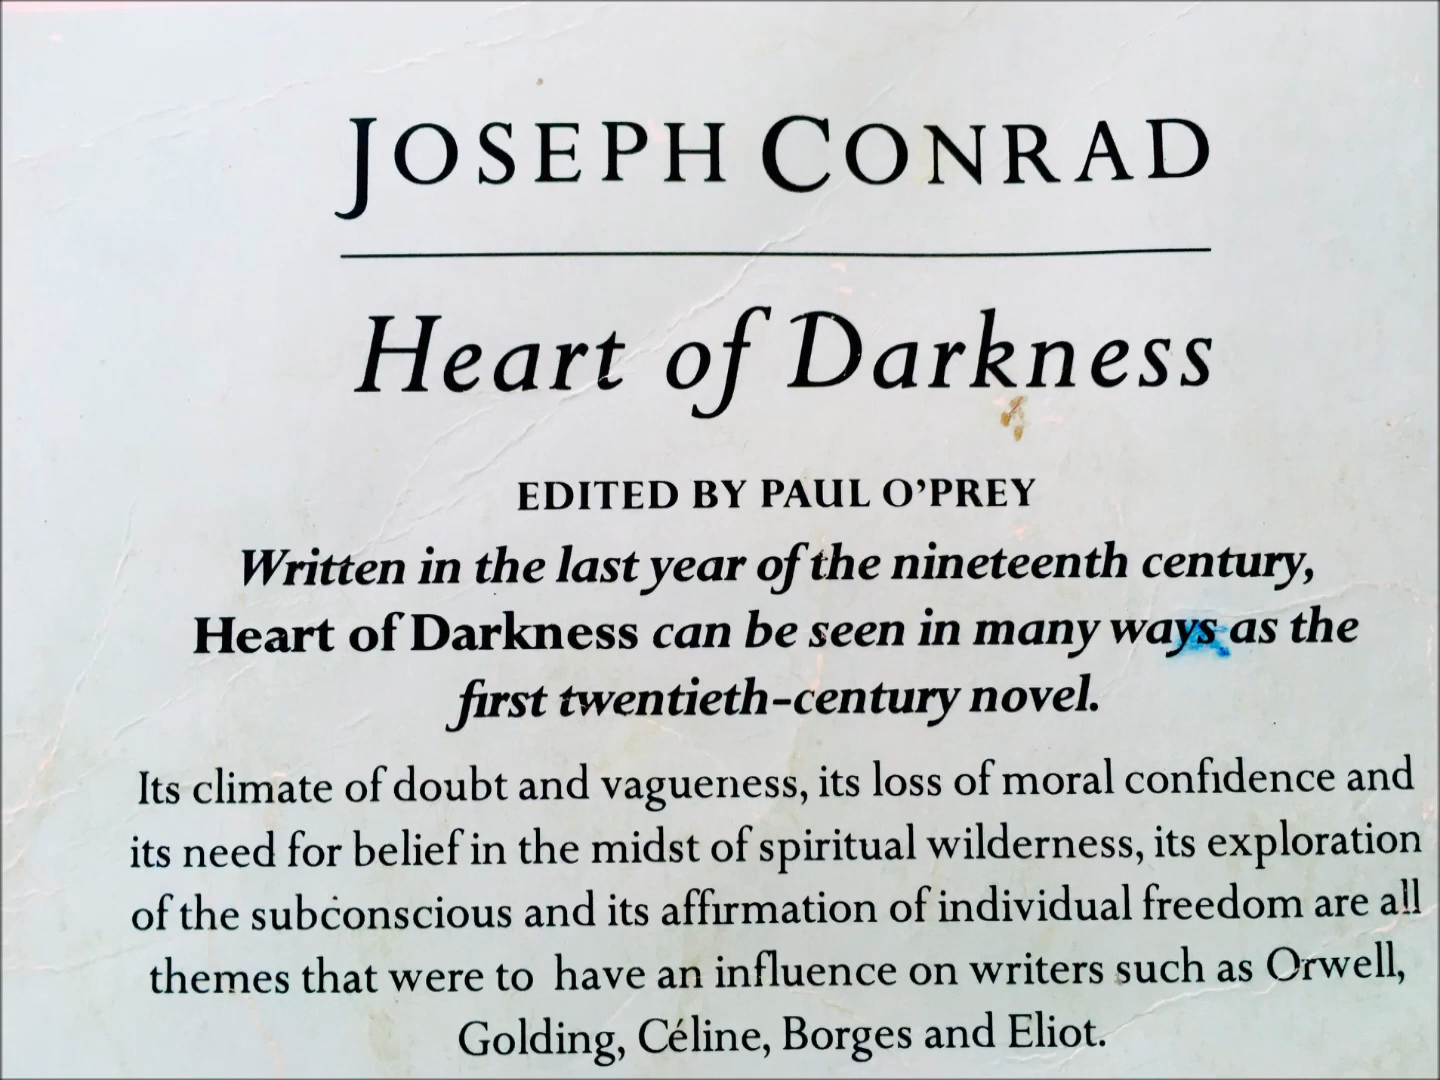 JOSEPH CONRAD
Heart of Darkness
EDITED BY PAUL O'PREY
Written in the last year of the nineteenth century,
Heart of Darkness can be seen in many ways as the
first twentieth-century novel.
Its climate of doubt and vagueness, its loss of moral confidence and
its need for belief in the midst of spiritual wilderness, its exploration
of the subconscious and its affirmation of individual freedom are all
themes that were to have an influence on writers such as Orwell,
Golding, Céline, Borges and Eliot.